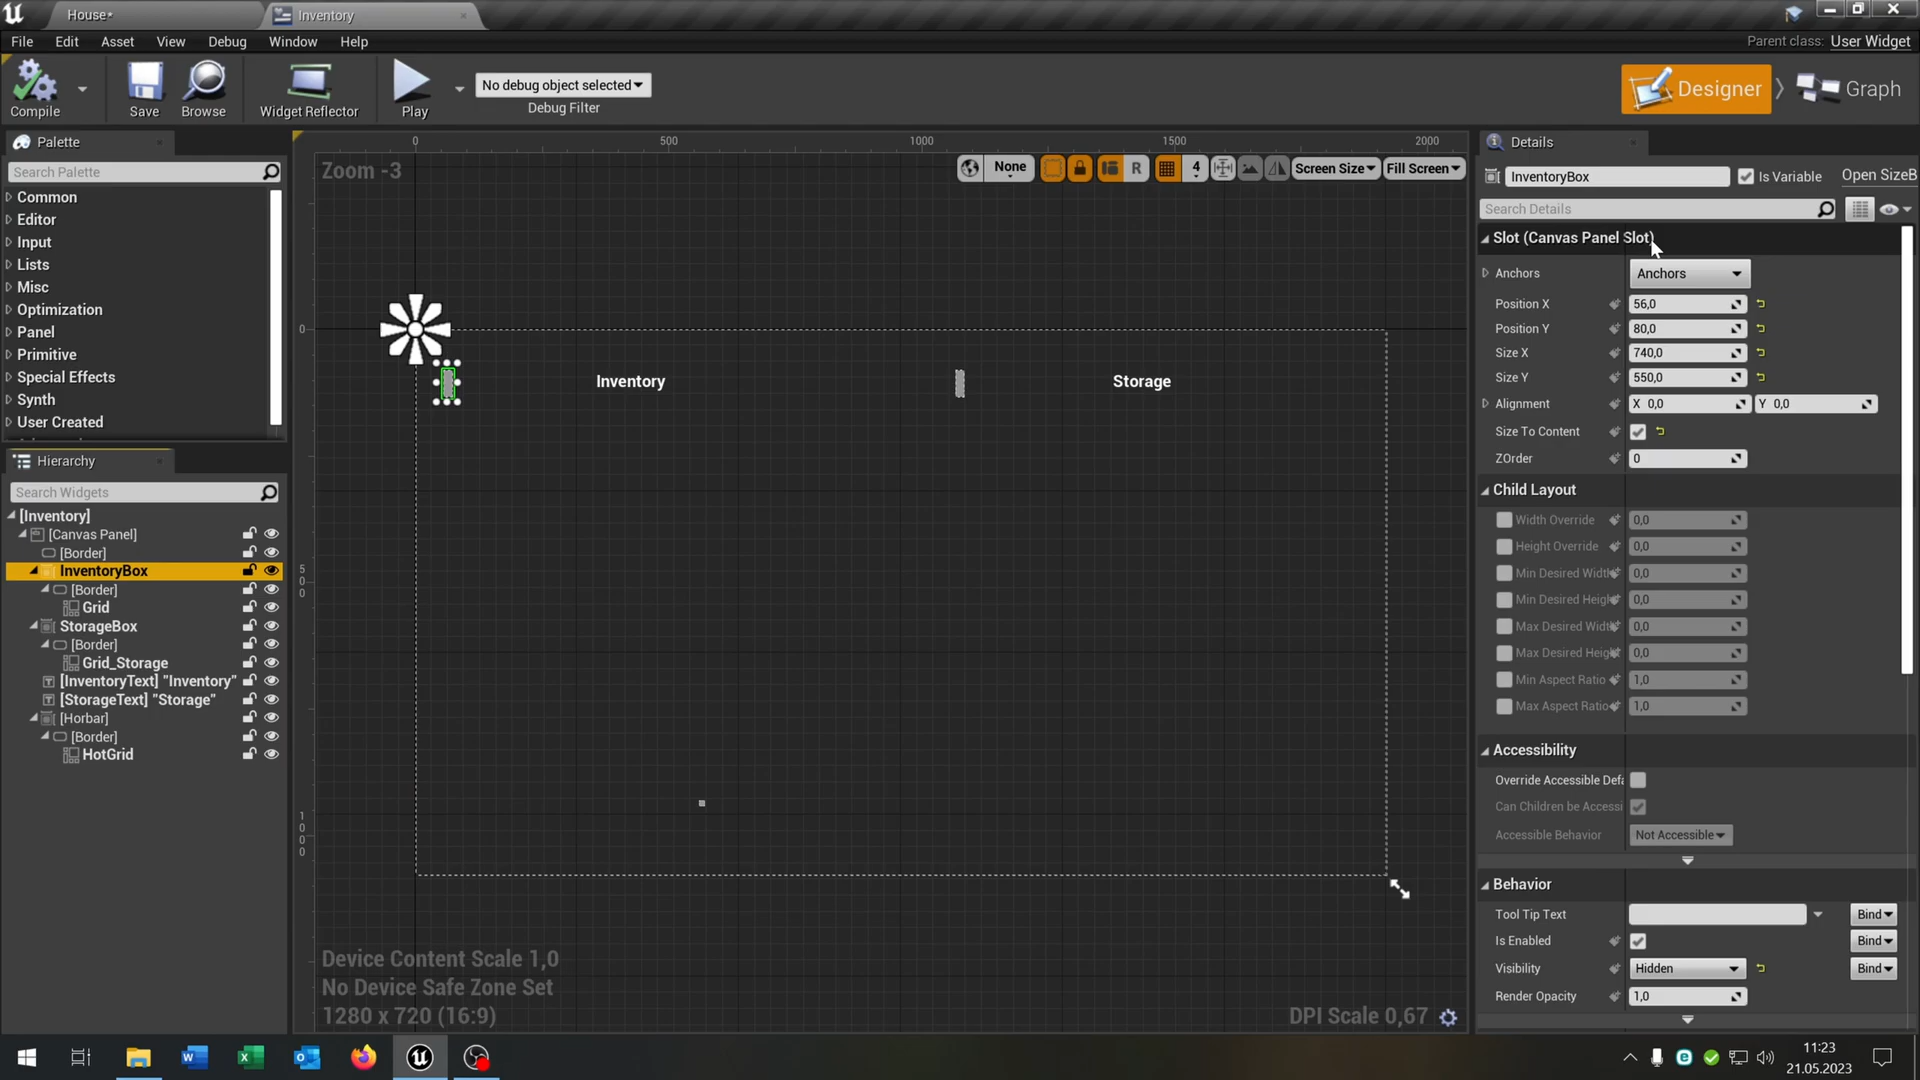 House*
Inventory
File Edit Asset View Debug Window Help
Parent class: User Widget
Compile
Save
Browse
Widget Reflector
Play
No debug object selected
Debug Filter
Designer
Graph
Palette
Search Palette
Common
Editor
Input
Lists
Misc
Optimization
Panel
Primitive
Special Effects
Synth
User Created
Hierarchy
Search Widgets
[Inventory]
[Canvas Panel]
[Border]
InventoryBox
[Border]
Grid
StorageBox
[Border]
Grid_Storage
[InventoryText] "Inventory"
[StorageText] "Storage"
[Horbar]
[Border]
HotGrid
0 500 1000 1500 2000
Zoom -3
None
R
4
Screen Size
Fill Screen
0
5
0
0
1
0
0
0
Inventory
Storage
Device Content Scale 1,0
No Device Safe Zone Set
1280 x 720 (16:9)
DPI Scale 0,67
Details
InventoryBox
Is Variable
Open SizeB
Search Details
Slot (Canvas Panel Slot)
Anchors Anchors
Position X 56,0
Position Y 80,0
Size X 740,0
Size Y 550,0
Alignment X 0,0 Y 0,0
Size To Content
ZOrder 0
Child Layout
Width Override 0,0
Height Override 0,0
Min Desired Width 0,0
Min Desired Heigh 0,0
Max Desired Width 0,0
Max Desired Heig 0,0
Min Aspect Ratio 1,0
Max Aspect Ratio 1,0
Accessibility
Override Accessible Defa
Can Children be Accessi
Accessible Behavior Not Accessible
Behavior
Tool Tip Text Bind
Is Enabled Bind
Visibility Hidden Bind
Render Opacity 1,0
11:23
21.05.2023